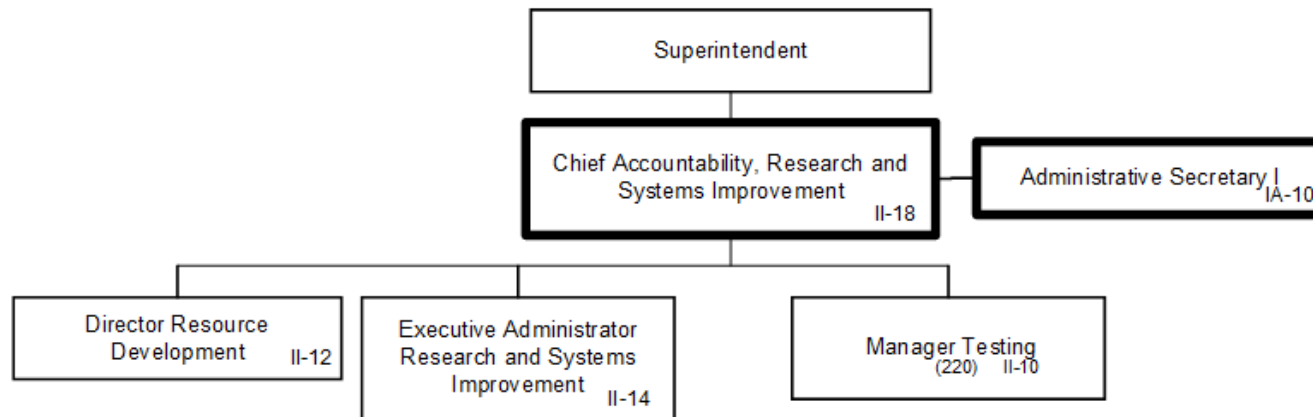 Superintendent
Chief Accountability, Research and
Systems Improvement
II-18
Administrative Secretary I
IA-10
Director Resource
Development
II-12
Executive Administrator
Research and Systems
Improvement
II-14
Manager Testing
(220) II-10